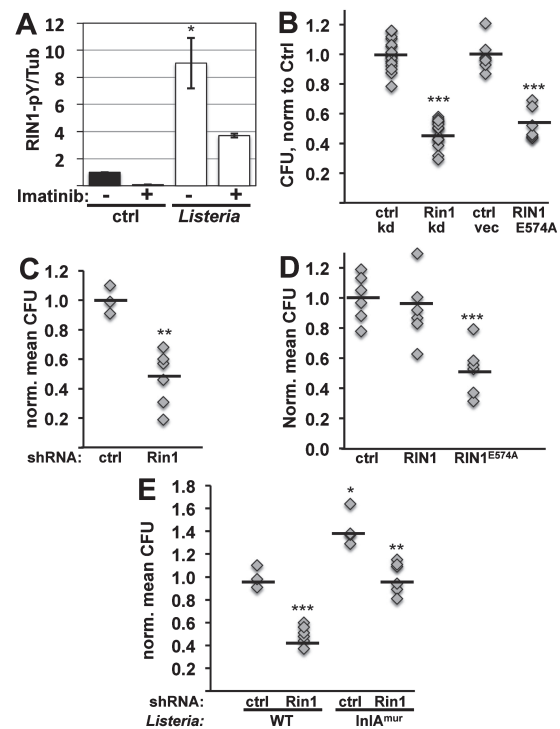 A
RIN1-pY/Tub
12
10
8
6
4
2
*
Imatinib: - + - +
ctrl Listeria
B
CFU, norm to Ctrl
1.2
1.0
0.8
0.6
0.4
0.2
***
***
ctrl Rin1 ctrl RIN1
kd kd vec E574A
C
norm. mean CFU
1.2
1.0
0.8
0.6
0.4
0.2
**
shRNA: ctrl Rin1
D
Norm. mean CFU
1.2
1.0
0.8
0.6
0.4
0.2
0.0
***
ctrl RIN1 RIN1E574A
E
norm. mean CFU
1.8
1.6
1.4
1.2
1.0
0.8
0.6
0.4
0.2
***
*
**
shRNA: ctrl Rin1 ctrl Rin1
Listeria: WT InlAmur